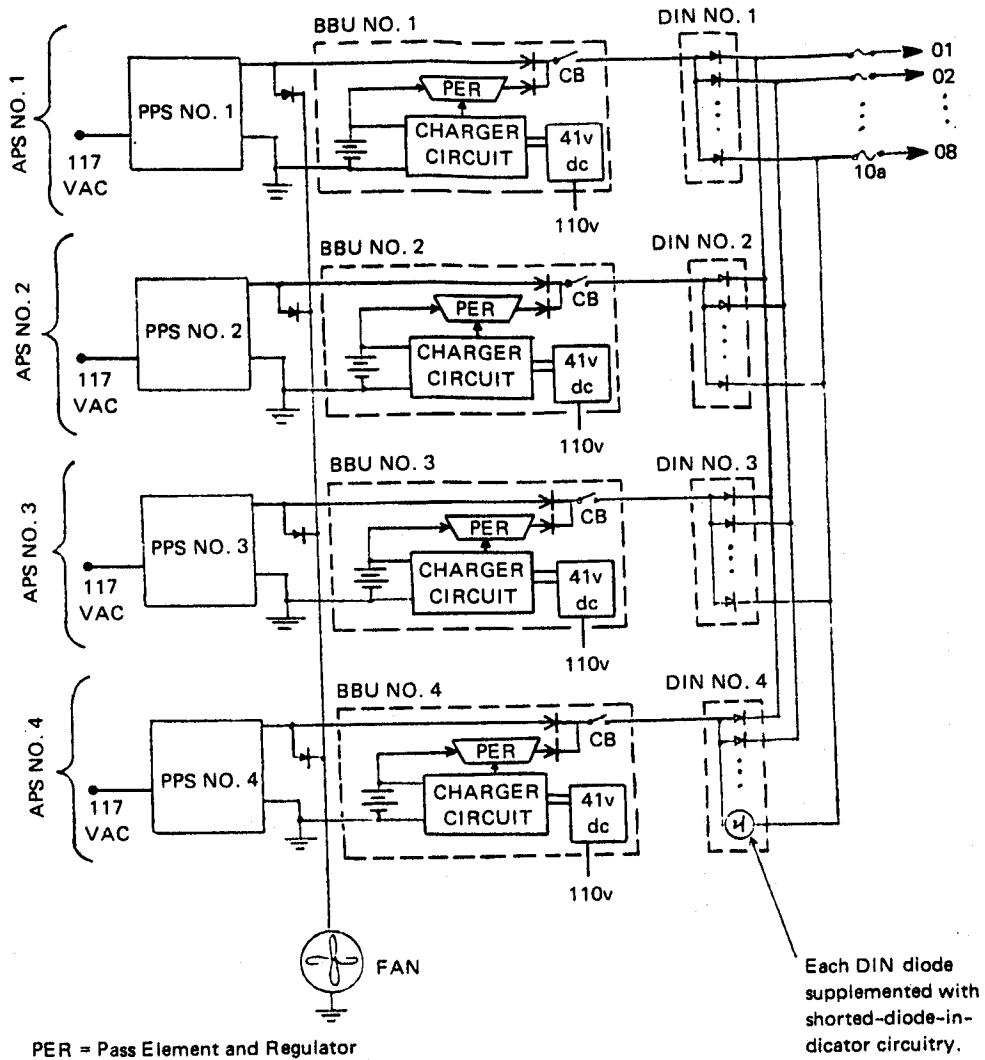 BBU NO. 1
DIN NO. 1
APS NO. 1
PPS NO. 1
117
VAC
PER
CB
CHARGER
CIRCUIT
41v
dc
110v
01
02
08
10a
BBU NO. 2
DIN NO. 2
APS NO. 2
PPS NO. 2
117
VAC
PER
CB
CHARGER
CIRCUIT
41v
dc
110v
BBU NO. 3
DIN NO. 3
APS NO. 3
PPS NO. 3
117
VAC
PER
CB
CHARGER
CIRCUIT
41v
dc
110v
BBU NO. 4
DIN NO. 4
APS NO. 4
PPS NO. 4
117
VAC
PER
CB
CHARGER
CIRCUIT
41v
dc
110v
FAN
Each DIN diode
supplemented with
shorted-diode-in-
dicator circuitry.
PER = Pass Element and Regulator